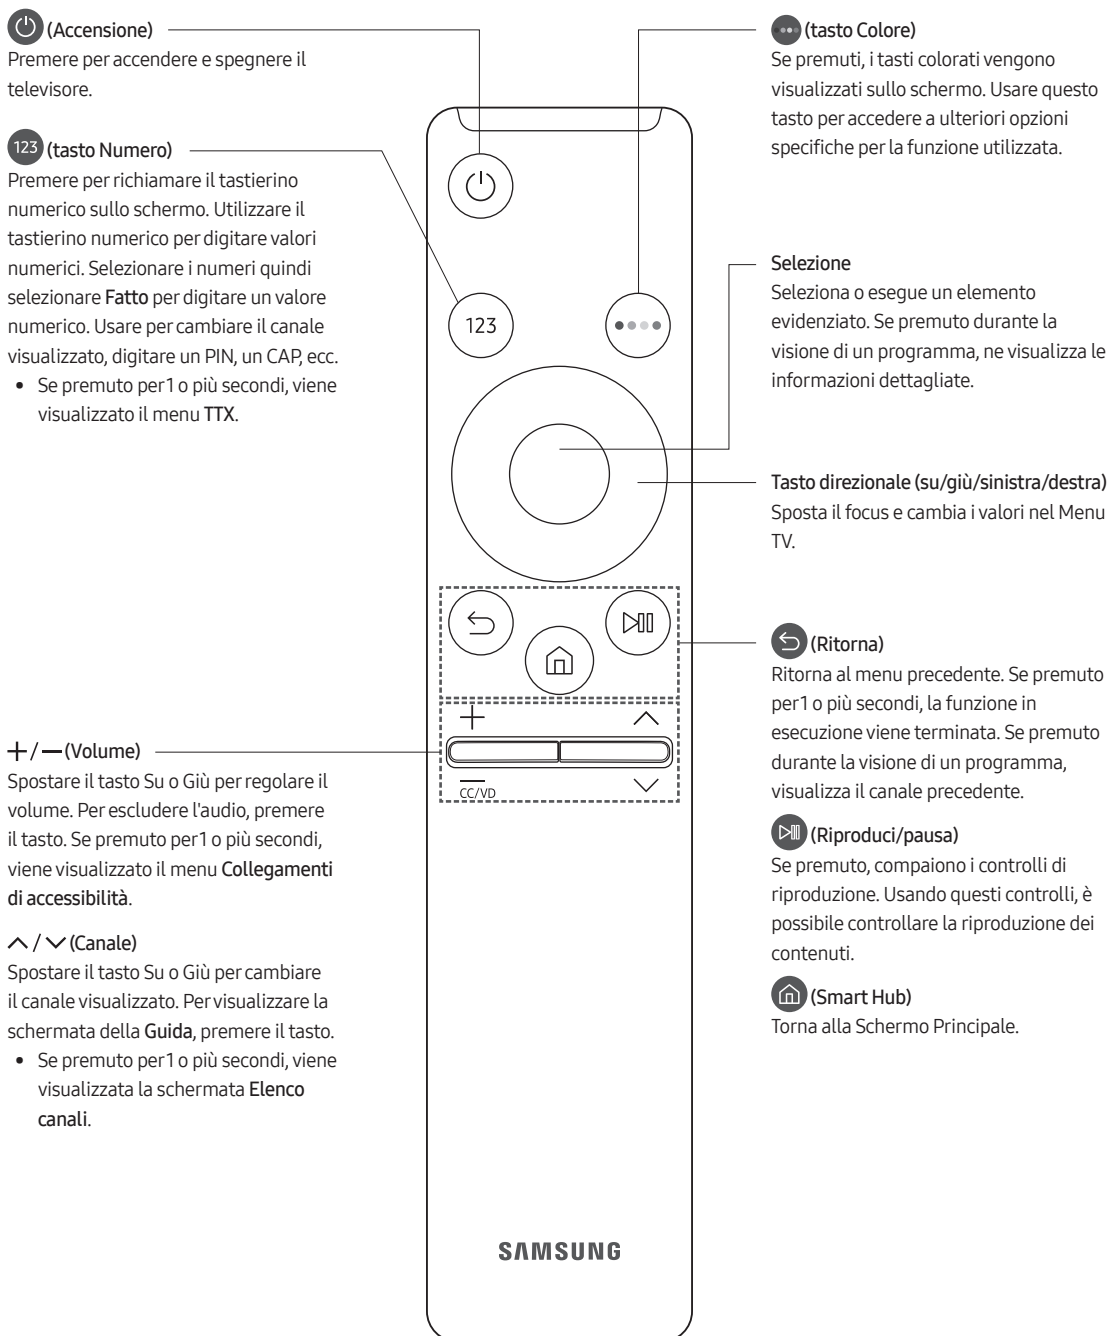 (Accensione)
Premere per accendere e spegnere il
televisore.
123 (tasto Numero)
Premere per richiamare il tastierino
numerico sullo schermo. Utilizzare il
tastierino numerico per digitare valori
numerici. Selezionare i numeri quindi
selezionare Fatto per digitare un valore
numerico. Usare per cambiare il canale
visualizzato, digitare un PIN, un CAP, ecc.
• Se premuto per 1 o più secondi, viene
visualizzato il menu TTX.
+ / — (Volume)
Spostare il tasto Su o Giù per regolare il
volume. Per escludere l'audio, premere
il tasto. Se premuto per 1 o più secondi,
viene visualizzato il menu Collegamenti
di accessibilità.
/ (Canale)
Spostare il tasto Su o Giù per cambiare
il canale visualizzato. Per visualizzare la
schermata della Guida, premere il tasto.
• Se premuto per 1 o più secondi, viene
visualizzata la schermata Elenco
canali.
123
CC/VD
SAMSUNG
(tasto Colore)
Se premuti, i tasti colorati vengono
visualizzati sullo schermo. Usare questo
tasto per accedere a ulteriori opzioni
specifiche per la funzione utilizzata.
Selezione
Seleziona o esegue un elemento
evidenziato. Se premuto durante la
visione di un programma, ne visualizza le
informazioni dettagliate.
Tasto direzionale (su/giù/sinistra/destra)
Sposta il focus e cambia i valori nel Menu
TV.
(Ritorna)
Ritorna al menu precedente. Se premuto
per 1 o più secondi, la funzione in
esecuzione viene terminata. Se premuto
durante la visione di un programma,
visualizza il canale precedente.
(Riproduci/pausa)
Se premuto, compaiono i controlli di
riproduzione. Usando questi controlli, è
possibile controllare la riproduzione dei
contenuti.
(Smart Hub)
Torna alla Schermo Principale.